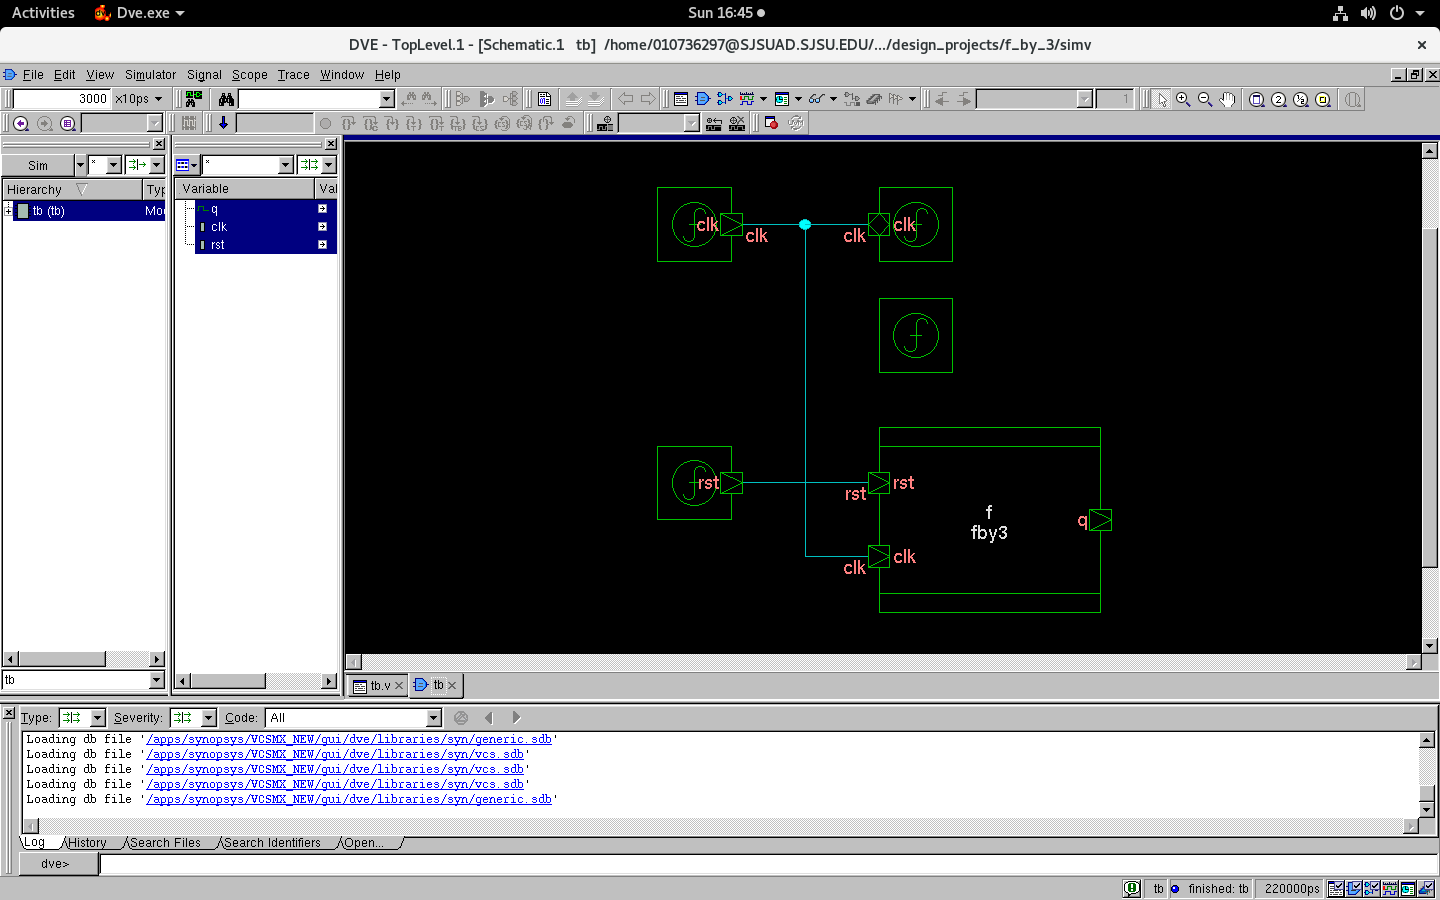 Activities Dve.exe Sun 16:45
DVE - TopLevel.1 - [Schematic.1 tb] /home/010736297@SJSUAD.SJSU.EDU/.../design_projects/f_by_3/simv
File Edit View Simulator Signal Scope Trace Window Help
3000 x10ps
1
Sim * *
Hierarchy Typ Variable Val
tb (tb) Mod q
clk
rst
clk clk clk clk
rst rst rst
f
fby3
q
clk clk
tb
tb.v tb
Type: Severity: Code: All
Loading db file '/apps/synopsys/VCSMX_NEW/gui/dve/libraries/syn/generic.sdb'
Loading db file '/apps/synopsys/VCSMX_NEW/gui/dve/libraries/syn/vcs.sdb'
Loading db file '/apps/synopsys/VCSMX_NEW/gui/dve/libraries/syn/vcs.sdb'
Loading db file '/apps/synopsys/VCSMX_NEW/gui/dve/libraries/syn/vcs.sdb'
Loading db file '/apps/synopsys/VCSMX_NEW/gui/dve/libraries/syn/generic.sdb'
Log History Search Files Search Identifiers Open...
dve>
tb finished: tb 220000ps